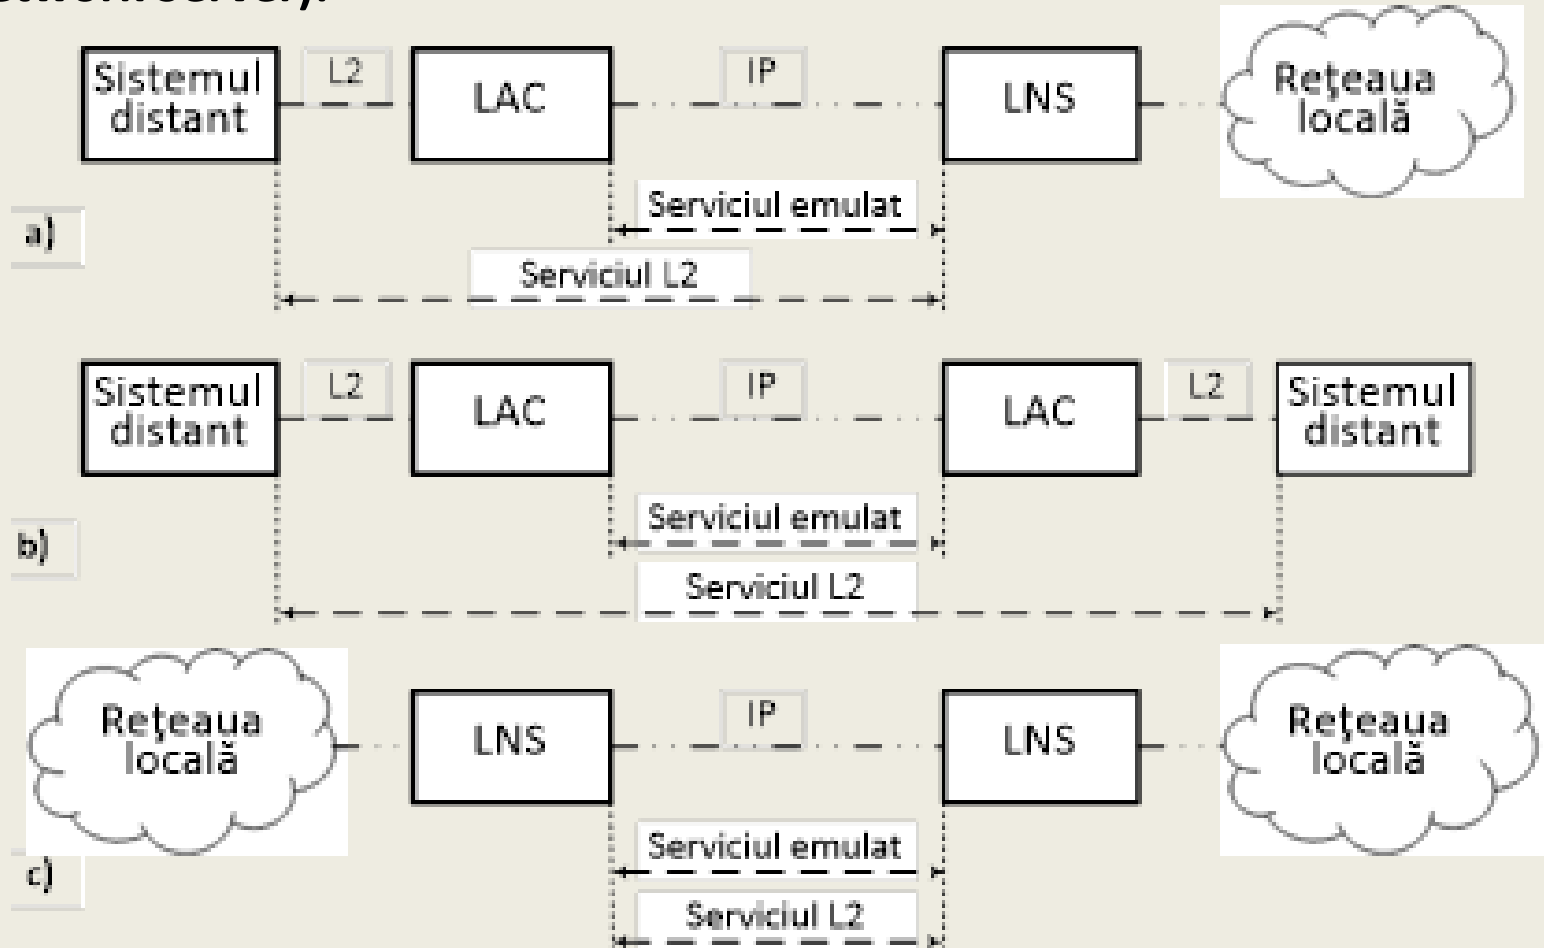 Sistemul
distant
L2
LAC
IP
LNS
Reţeaua
locală
Serviciul emulat
a)
Serviciul L2
Sistemul
distant
L2
LAC
IP
LAC
L2
Sistemul
distant
Serviciul emulat
b)
Serviciul L2
Reţeaua
locală
LNS
IP
LNS
Reţeaua
locală
Serviciul emulat
c)
Serviciul L2